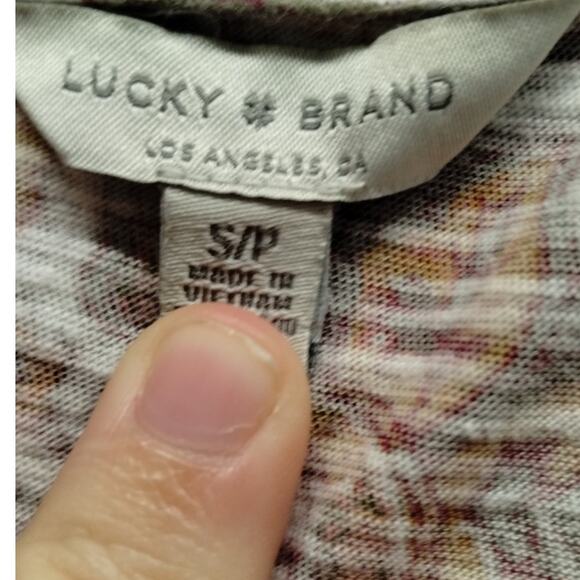 LUCKY BRAND
LOS ANGELES, CA
S/P
MADE IN
VIETNAM